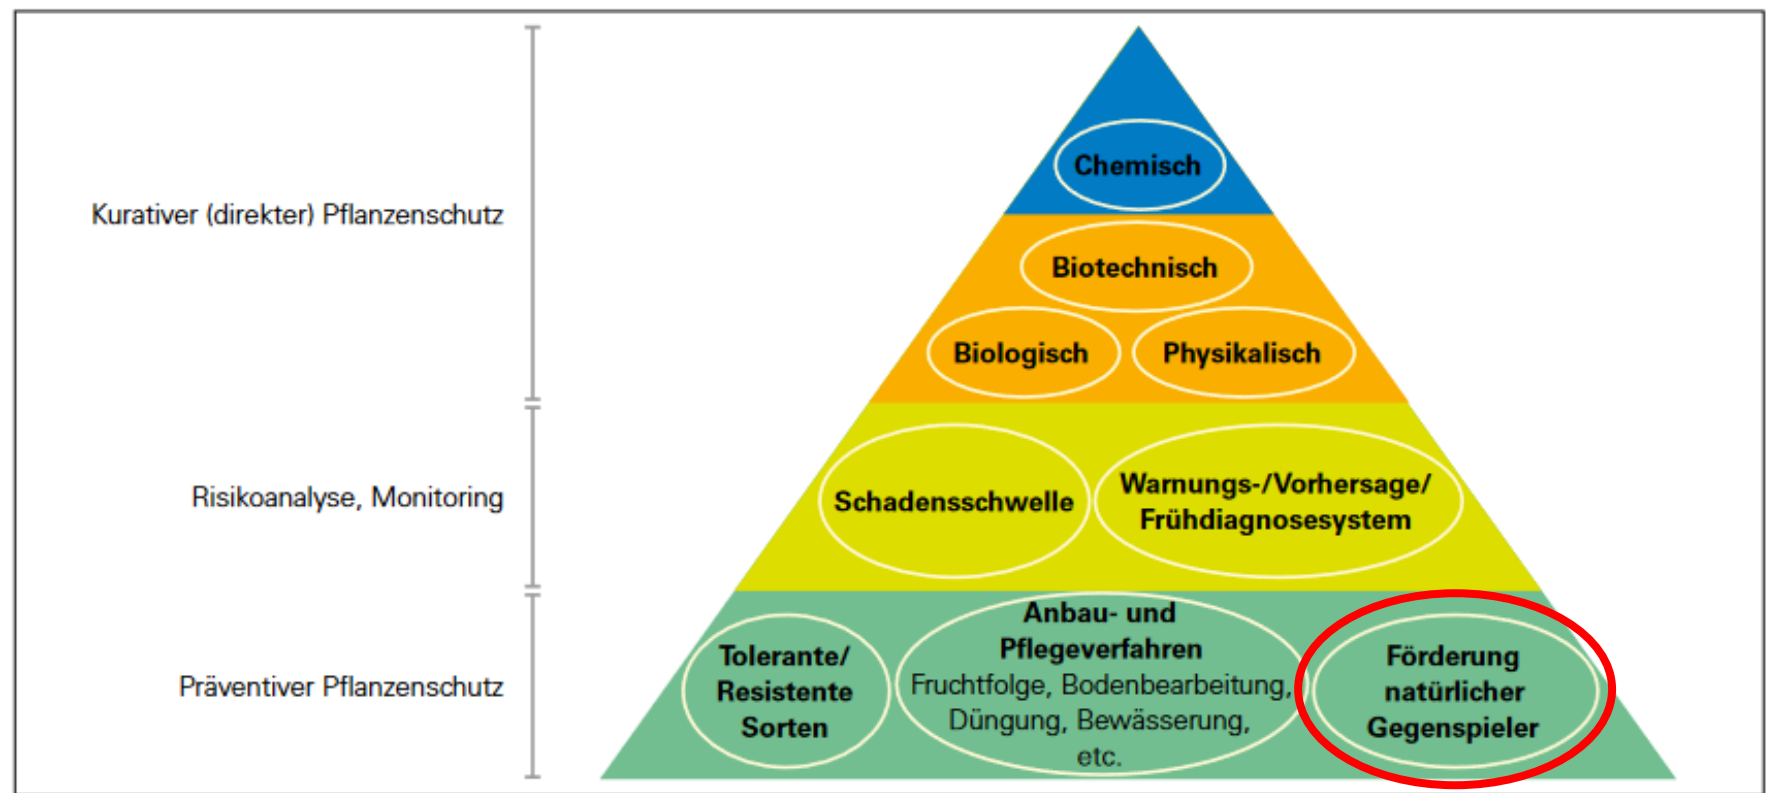 Kurativer (direkter) Pflanzenschutz
Chemisch
Biotechnisch
Biologisch
Physikalisch
Risikoanalyse, Monitoring
Schadensschwelle
Warnungs-/Vorhersage/
Frühdiagnosesystem
Präventiver Pflanzenschutz
Tolerante/
Resistente
Sorten
Anbau- und
Pflegeverfahren
Fruchtfolge, Bodenbearbeitung,
Düngung, Bewässerung,
etc.
Förderung
natürlicher
Gegenspieler